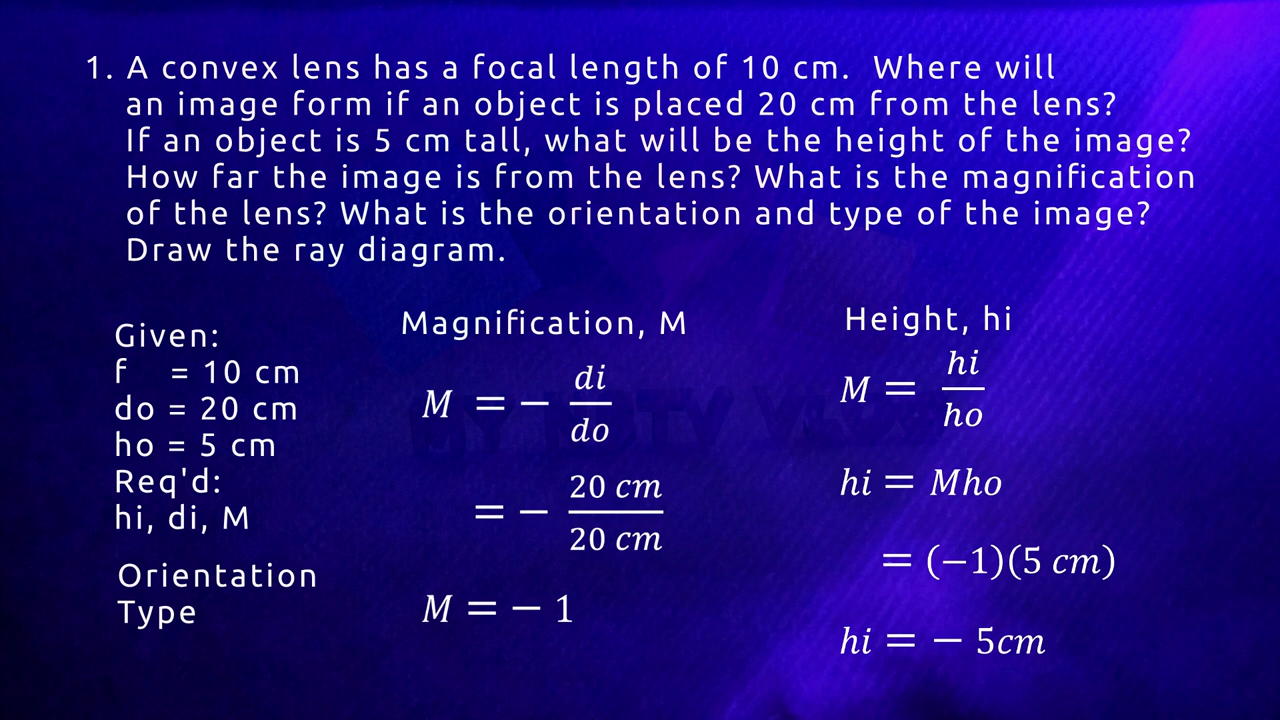 1. A convex lens has a focal length of 10 cm. Where will
an image form if an object is placed 20 cm from the lens?
If an object is 5 cm tall, what will be the height of the image?
How far the image is from the lens? What is the magnification
of the lens? What is the orientation and type of the image?
Draw the ray diagram.
Given:
f = 10 cm
do = 20 cm
ho = 5 cm
Req'd:
hi, di, M
Orientation
Type
Magnification, M
M = − di/do
= − 20 cm/20 cm
M = − 1
Height, hi
M = hi/ho
hi = Mho
= (−1)(5 cm)
hi = − 5cm